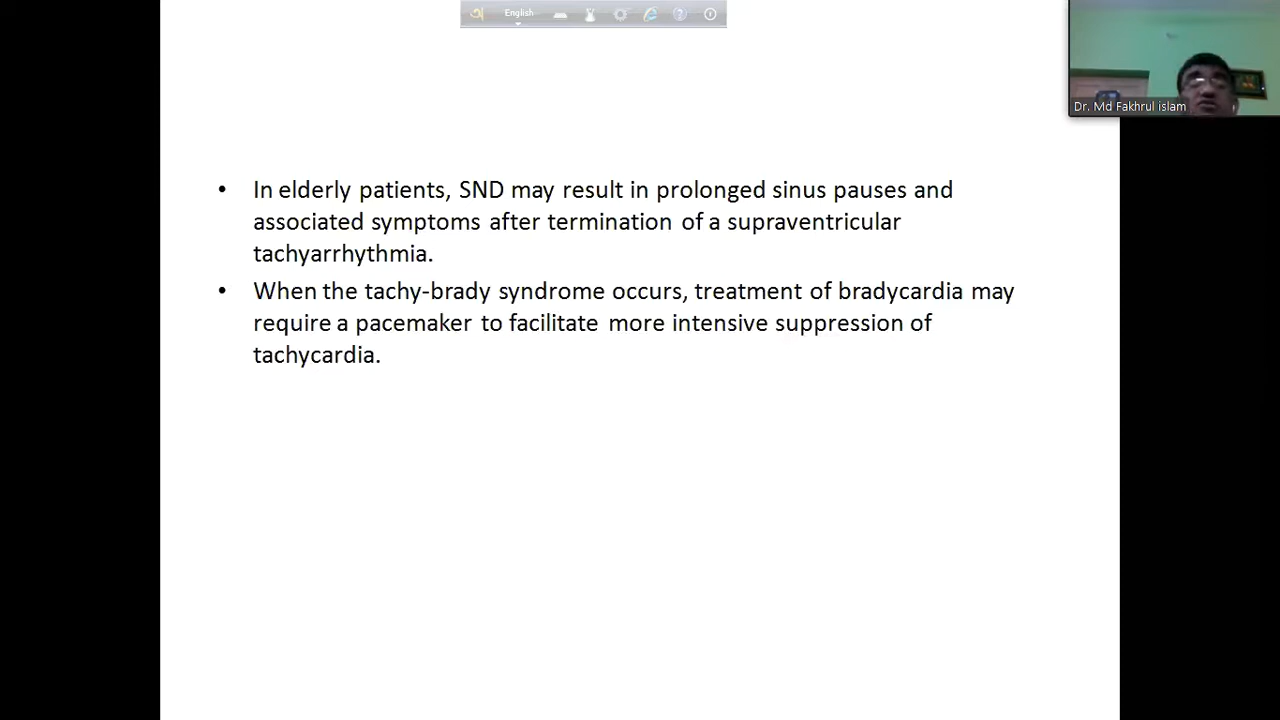 অ English
Dr. Md Fakhrul islam
• In elderly patients, SND may result in prolonged sinus pauses and
associated symptoms after termination of a supraventricular
tachyarrhythmia.
• When the tachy-brady syndrome occurs, treatment of bradycardia may
require a pacemaker to facilitate more intensive suppression of
tachycardia.